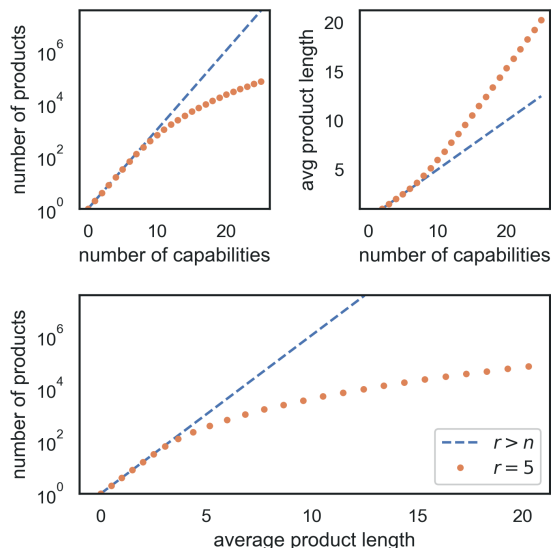 number of products
10^6
10^4
10^2
10^0
0 10 20
number of capabilities
avg product length
20
15
10
5
0 10 20
number of capabilities
number of products
10^6
10^4
10^2
10^0
0 5 10 15 20
average product length
r > n
r = 5